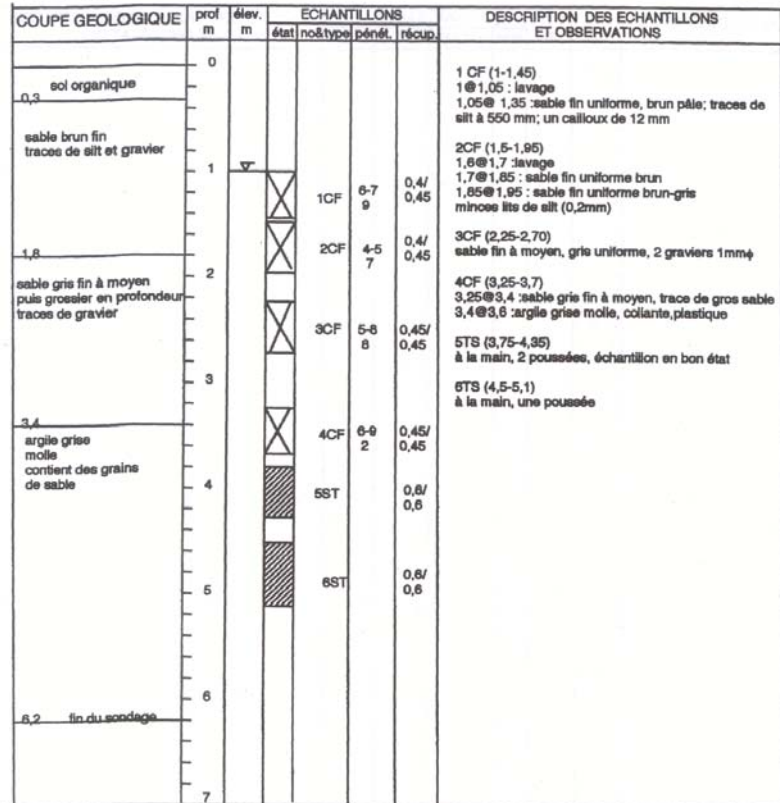 COUPE GEOLOGIQUE
prof
m
élev.
m
ECHANTILLONS
état
no&type
pénét.
récup.
DESCRIPTION DES ECHANTILLONS
ET OBSERVATIONS
0
sol organique
0,3
sable brun fin
traces de silt et gravier
1
1CF
6-7
9
0,4/
0,45
2CF
4-5
7
0,4/
0,45
1,8
2
sable gris fin à moyen
puis grossier en profondeur
traces de gravier
3CF
5-8
8
0,45/
0,45
3
3,4
4CF
6-9
2
0,45/
0,45
argile grise
molle
contient des grains
de sable
4
5ST
0,6/
0,6
5
6ST
0,6/
0,6
6
6,2 fin du sondage
7
1 CF (1-1,45)
1@1,05 : lavage
1,05@ 1,35 :sable fin uniforme, brun pâle; traces de
silt à 550 mm; un cailloux de 12 mm
2CF (1,5-1,95)
1,6@1,7 :lavage
1,7@1,85 : sable fin uniforme brun
1,85@1,95 : sable fin uniforme brun-gris
minces lits de silt (0,2mm)
3CF (2,25-2,70)
sable fin à moyen, gris uniforme, 2 graviers 1mmφ
4CF (3,25-3,7)
3,25@3,4 :sable gris fin à moyen, trace de gros sable
3,4@3,6 :argile grise molle, collante,plastique
5TS (3,75-4,35)
à la main, 2 poussées, échantillon en bon état
6TS (4,5-5,1)
à la main, une poussée